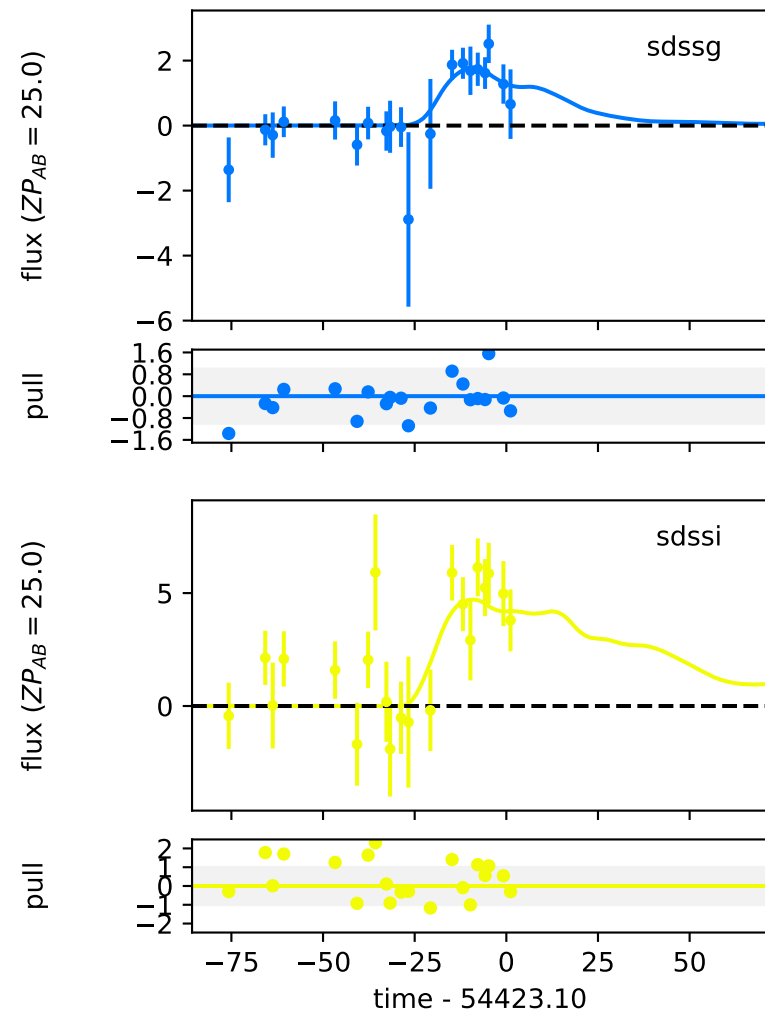 sdssg
flux (ZP_AB = 25.0)
2
0
−2
−4
−6
pull
1.6
0.8
0.0
−0.8
−1.6
sdssi
flux (ZP_AB = 25.0)
5
0
pull
2
1
0
−1
−2
−75 −50 −25 0 25 50
time - 54423.10